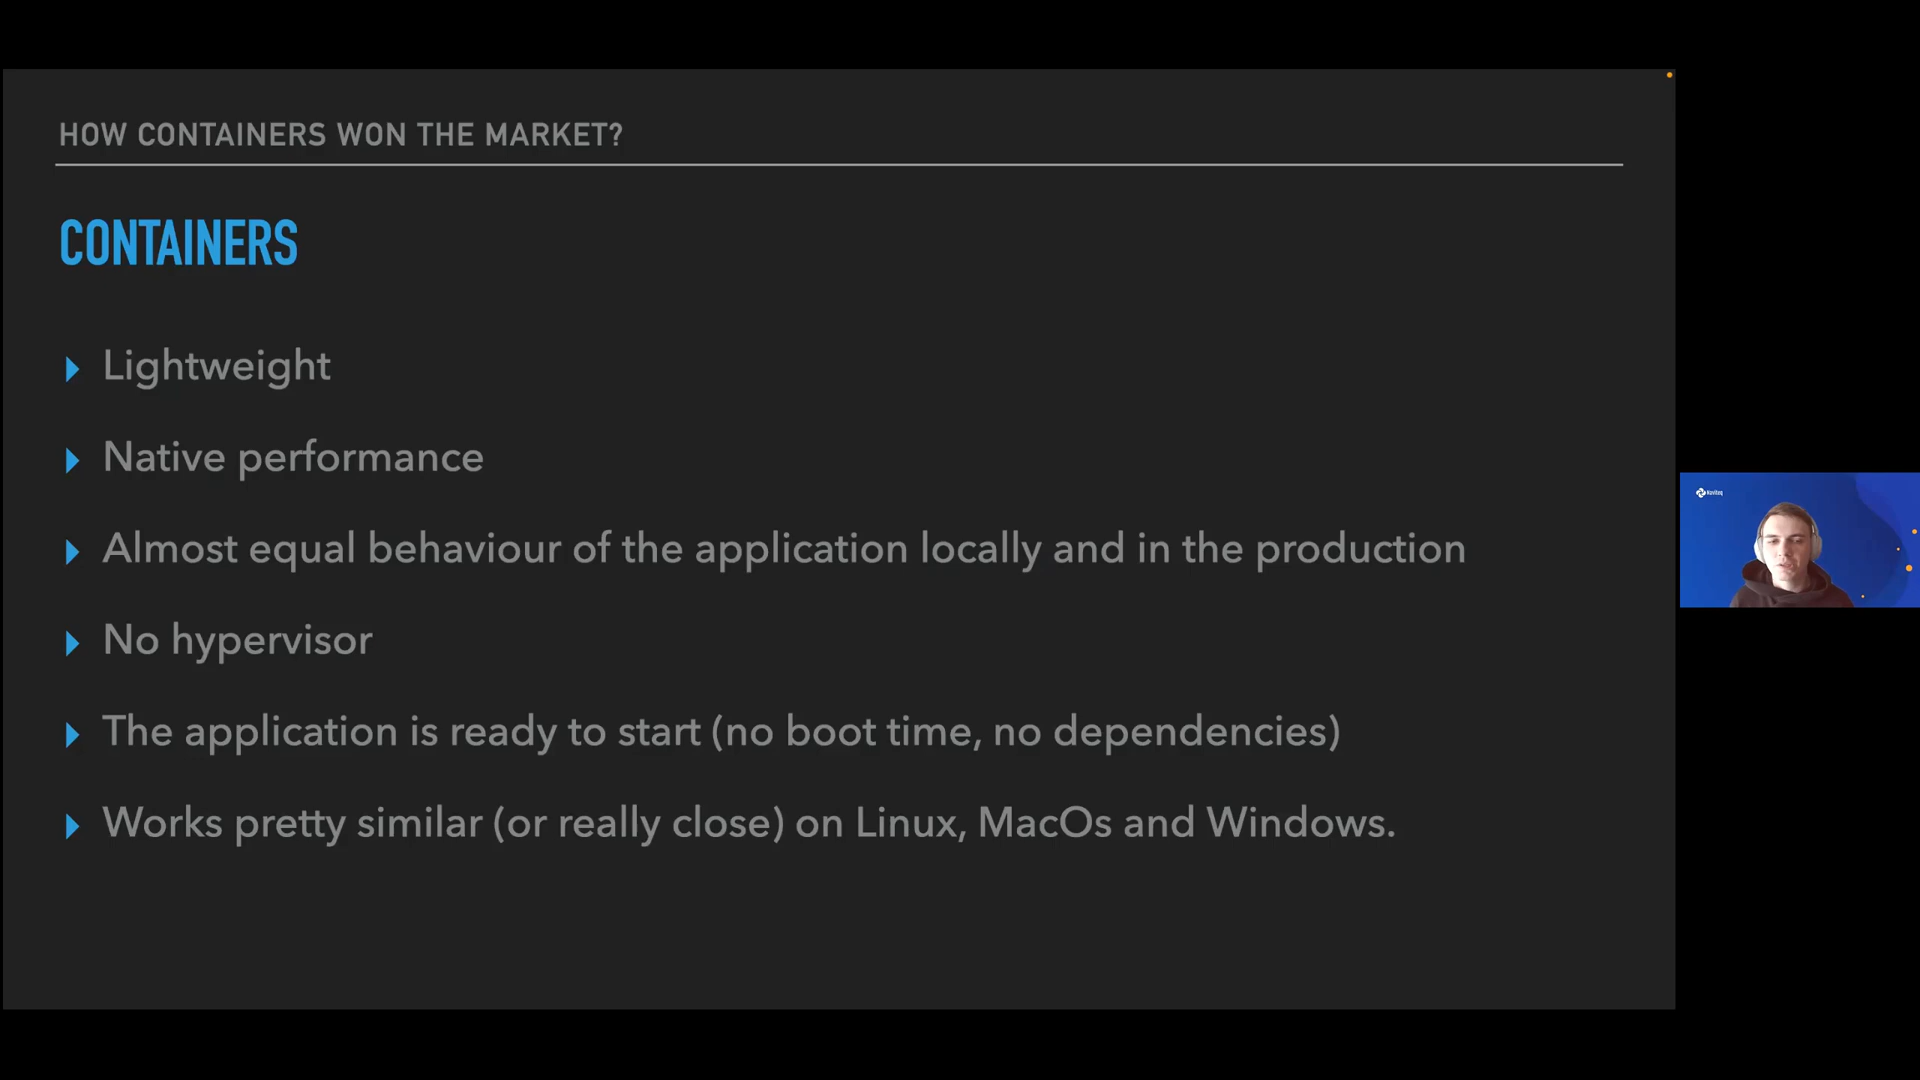 HOW CONTAINERS WON THE MARKET?
CONTAINERS
Lightweight
Native performance
Almost equal behaviour of the application locally and in the production
No hypervisor
The application is ready to start (no boot time, no dependencies)
Works pretty similar (or really close) on Linux, MacOs and Windows.
Naviteq